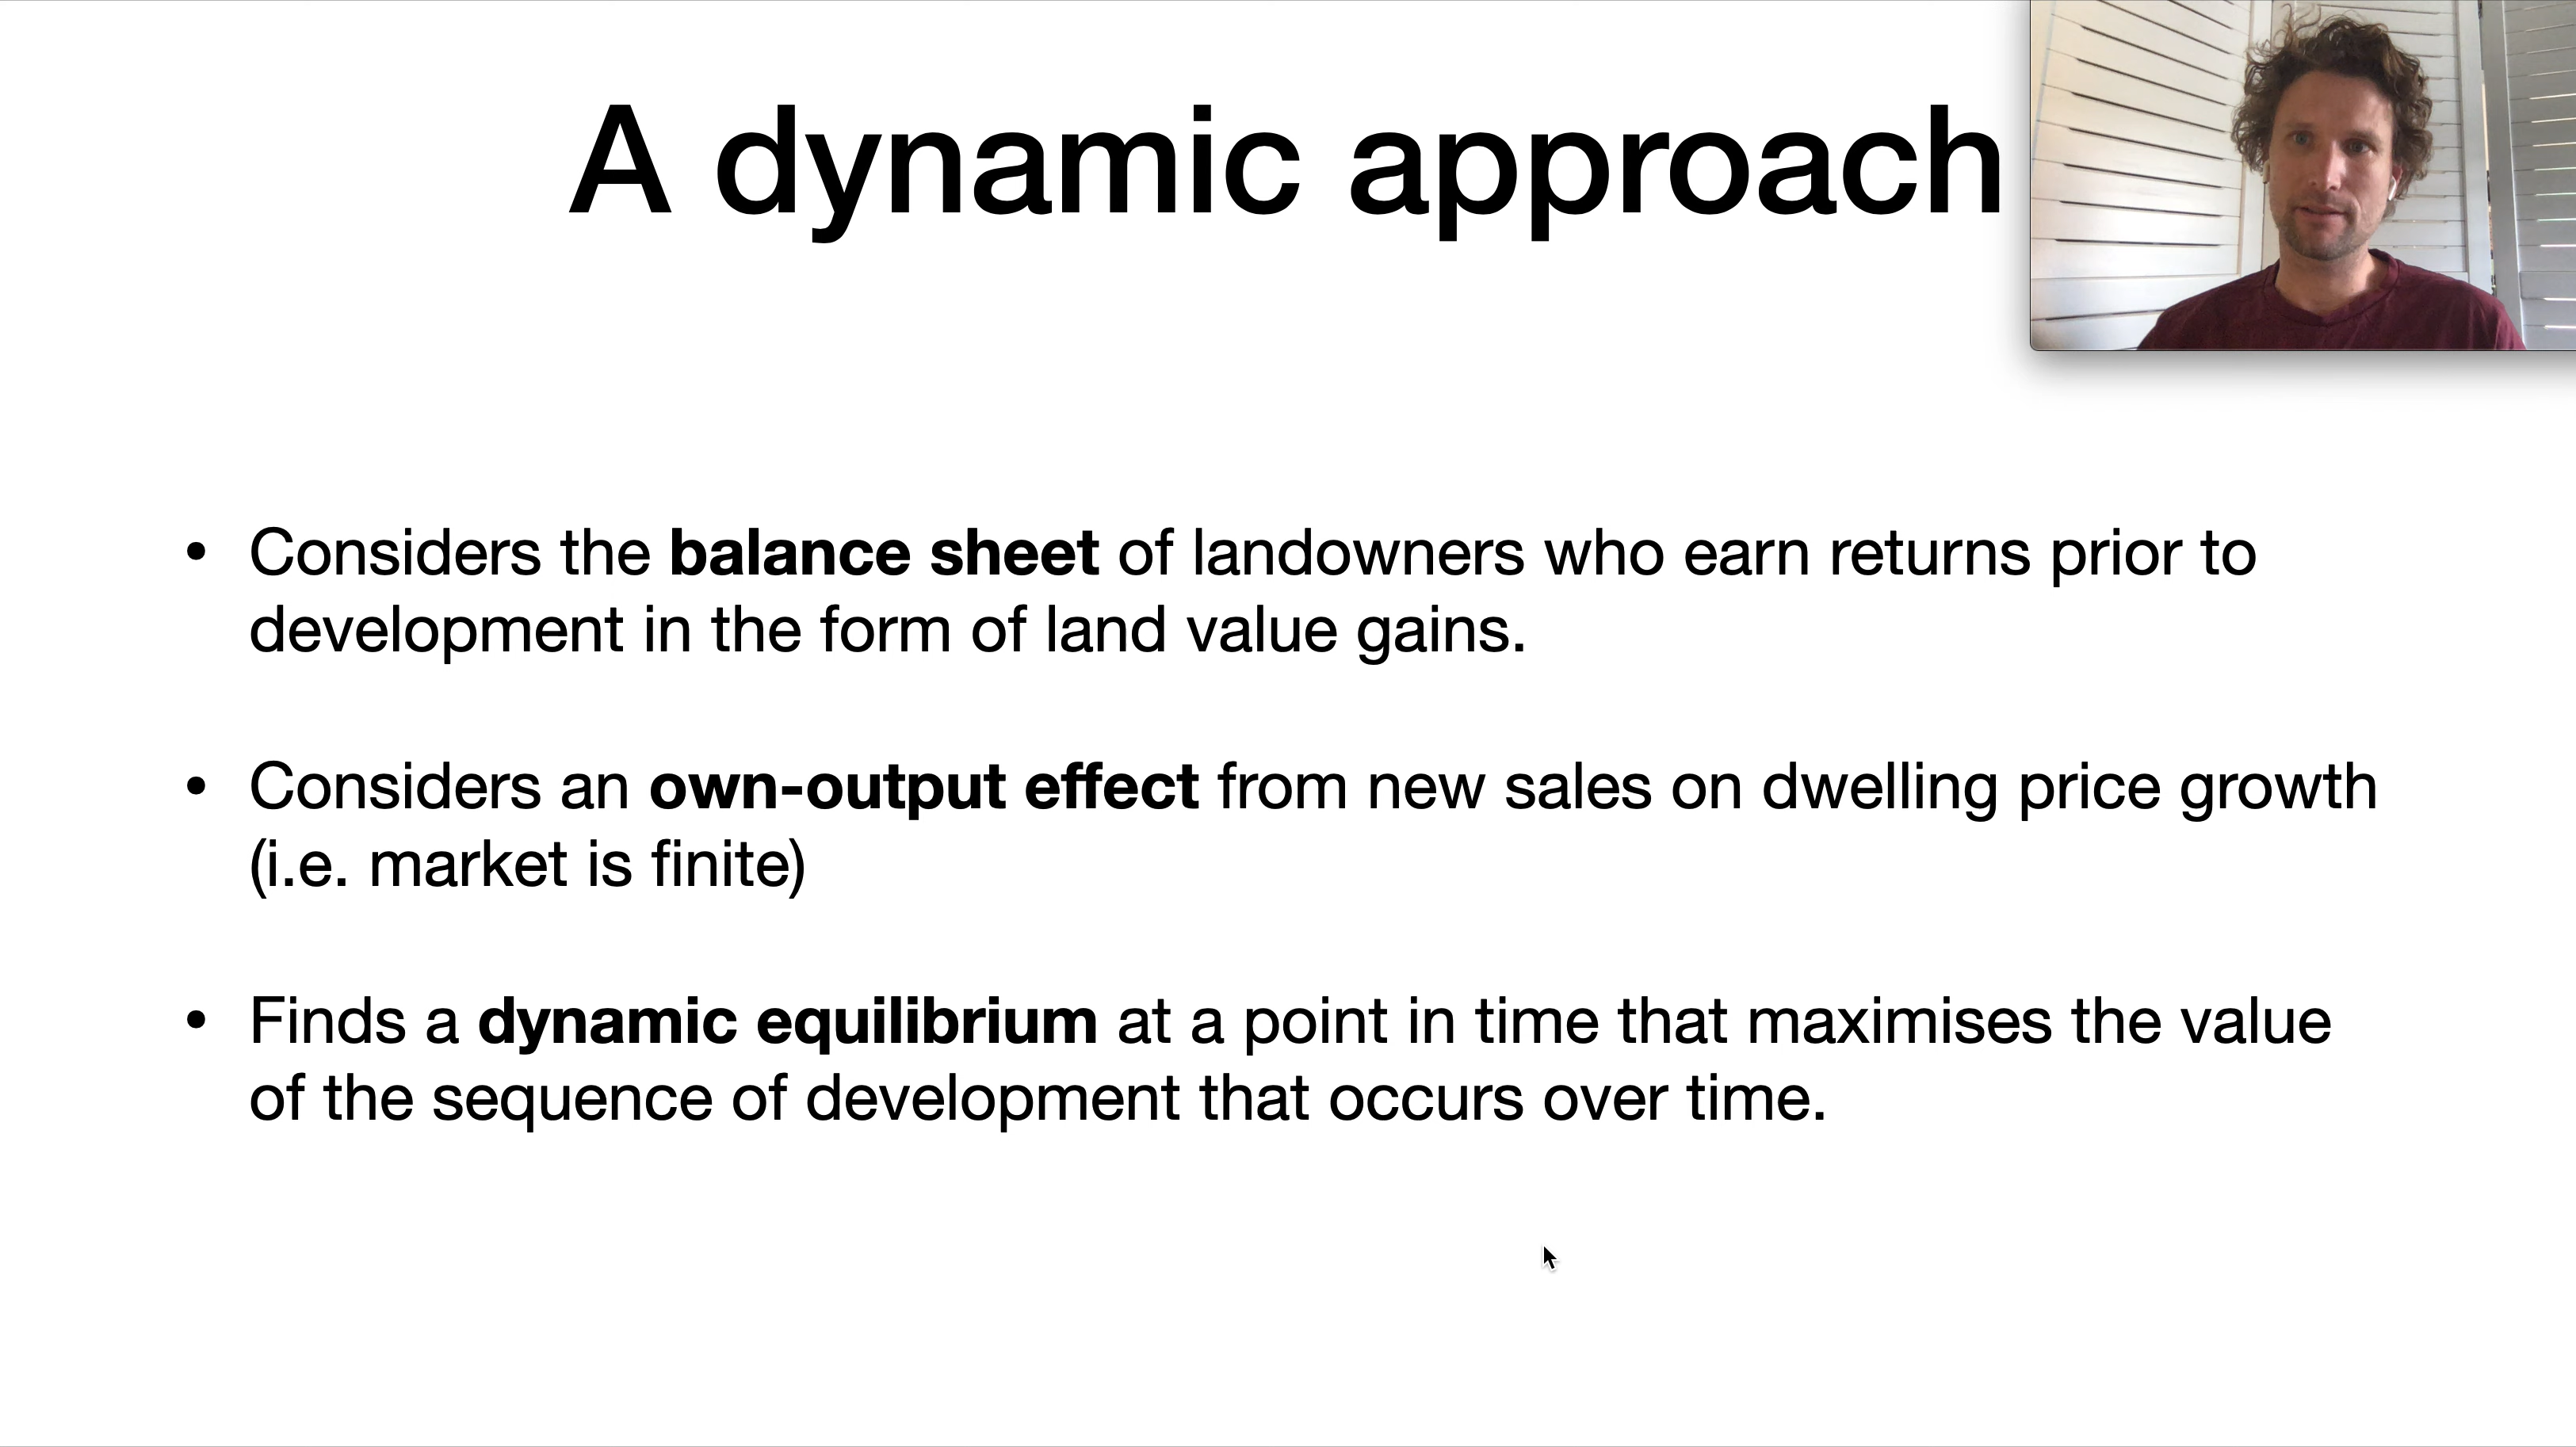 A dynamic approach
• Considers the balance sheet of landowners who earn returns prior to
development in the form of land value gains.
• Considers an own-output effect from new sales on dwelling price growth
(i.e. market is finite)
• Finds a dynamic equilibrium at a point in time that maximises the value
of the sequence of development that occurs over time.